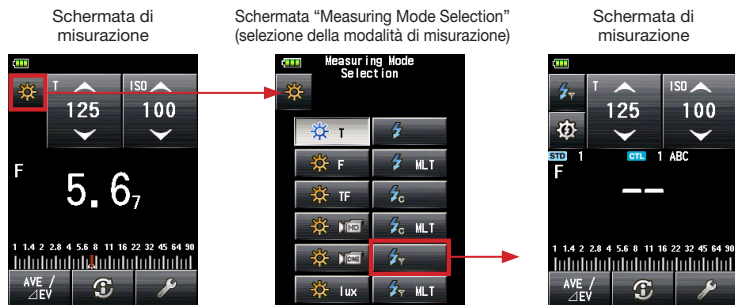 Schermata di
misurazione
Schermata “Measuring Mode Selection”
(selezione della modalità di misurazione)
Schermata di
misurazione
T
ISO
125
100
F
5.6 7
1 1.4 2 2.8 4 5.6 8 11 16 22 32 45 64 90
AVE /
⊿EV
Measuring Mode
Selection
T
F
MLT
TF
C
HD
C MLT
CINE
T
lux
T MLT
T
T
ISO
125
100
STD 1
CTL 1 ABC
F
--
1 1.4 2 2.8 4 5.6 8 11 16 22 32 45 64 90
AVE /
⊿EV